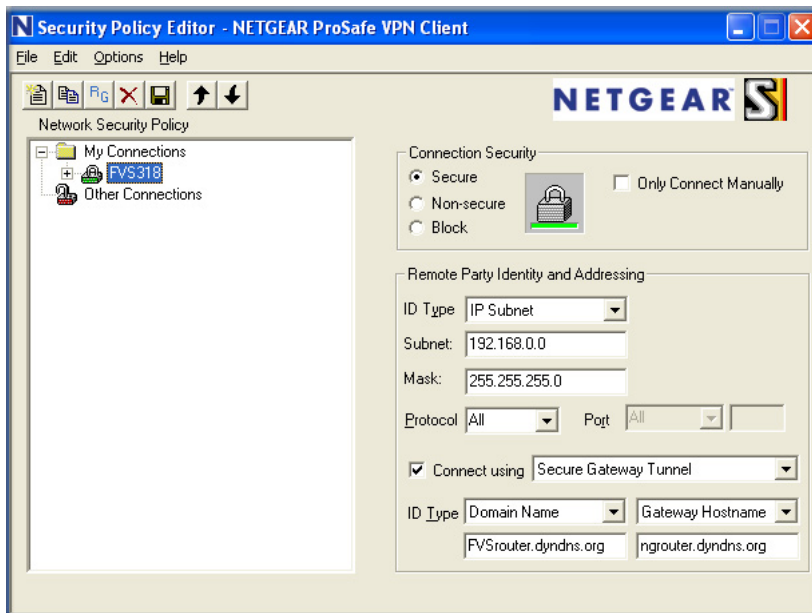 N Security Policy Editor - NETGEAR ProSafe VPN Client
File Edit Options Help
RG
NETGEAR S
Network Security Policy
My Connections
FVS318
Other Connections
Connection Security
Secure
Non-secure
Block
Only Connect Manually
Remote Party Identity and Addressing
ID Type IP Subnet
Subnet: 192.168.0.0
Mask: 255.255.255.0
Protocol All Port All
Connect using Secure Gateway Tunnel
ID Type Domain Name Gateway Hostname
FVSrouter.dyndns.org ngrouter.dyndns.org